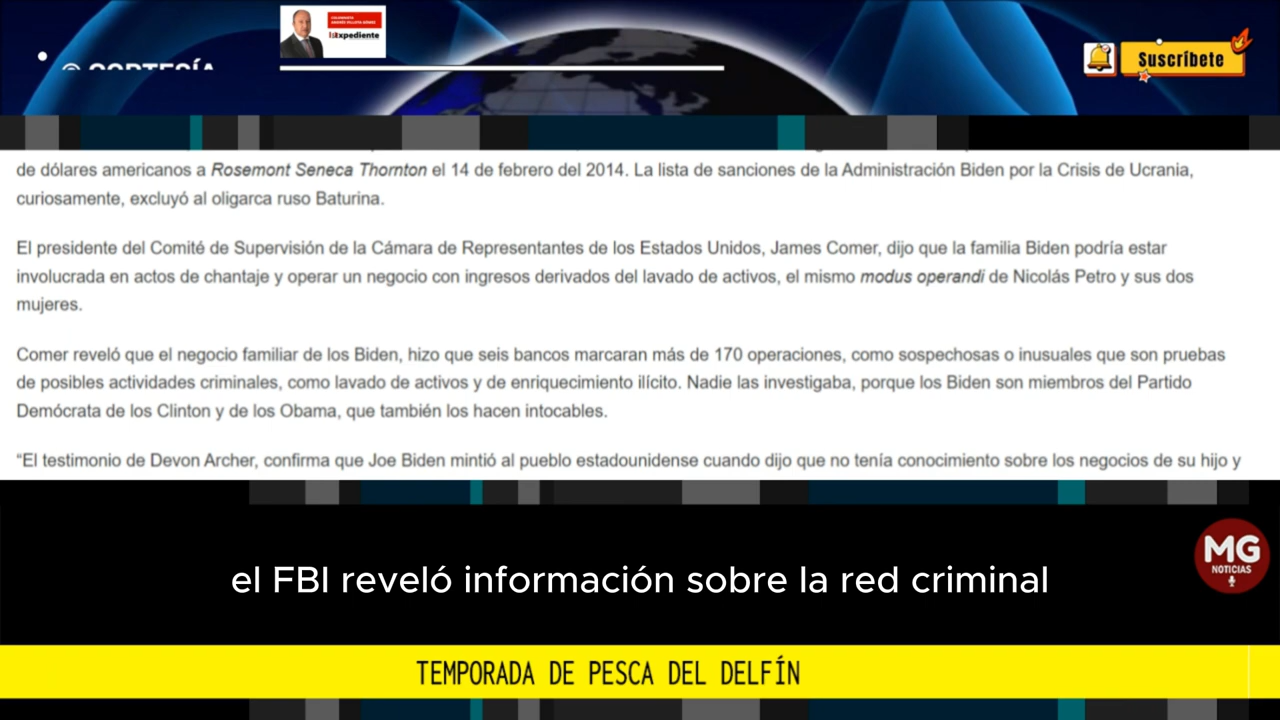 COLUMNISTA
Expediente
Suscríbete
© CORTESÍA
de dólares americanos a Rosemont Seneca Thornton el 14 de febrero del 2014. La lista de sanciones de la Administración Biden por la Crisis de Ucrania,
curiosamente, excluyó al oligarca ruso Baturina.
El presidente del Comité de Supervisión de la Cámara de Representantes de los Estados Unidos, James Comer, dijo que la familia Biden podría estar
involucrada en actos de chantaje y operar un negocio con ingresos derivados del lavado de activos, el mismo modus operandi de Nicolás Petro y sus dos
mujeres.
Comer reveló que el negocio familiar de los Biden, hizo que seis bancos marcaran más de 170 operaciones, como sospechosas o inusuales que son pruebas
de posibles actividades criminales, como lavado de activos y de enriquecimiento ilícito. Nadie las investigaba, porque los Biden son miembros del Partido
Demócrata de los Clinton y de los Obama, que también los hacen intocables.
“El testimonio de Devon Archer, confirma que Joe Biden mintió al pueblo estadounidense cuando dijo que no tenía conocimiento sobre los negocios de su hijo y
el FBI reveló información sobre la red criminal
MG
NOTICIAS
TEMPORADA DE PESCA DEL DELFÍN